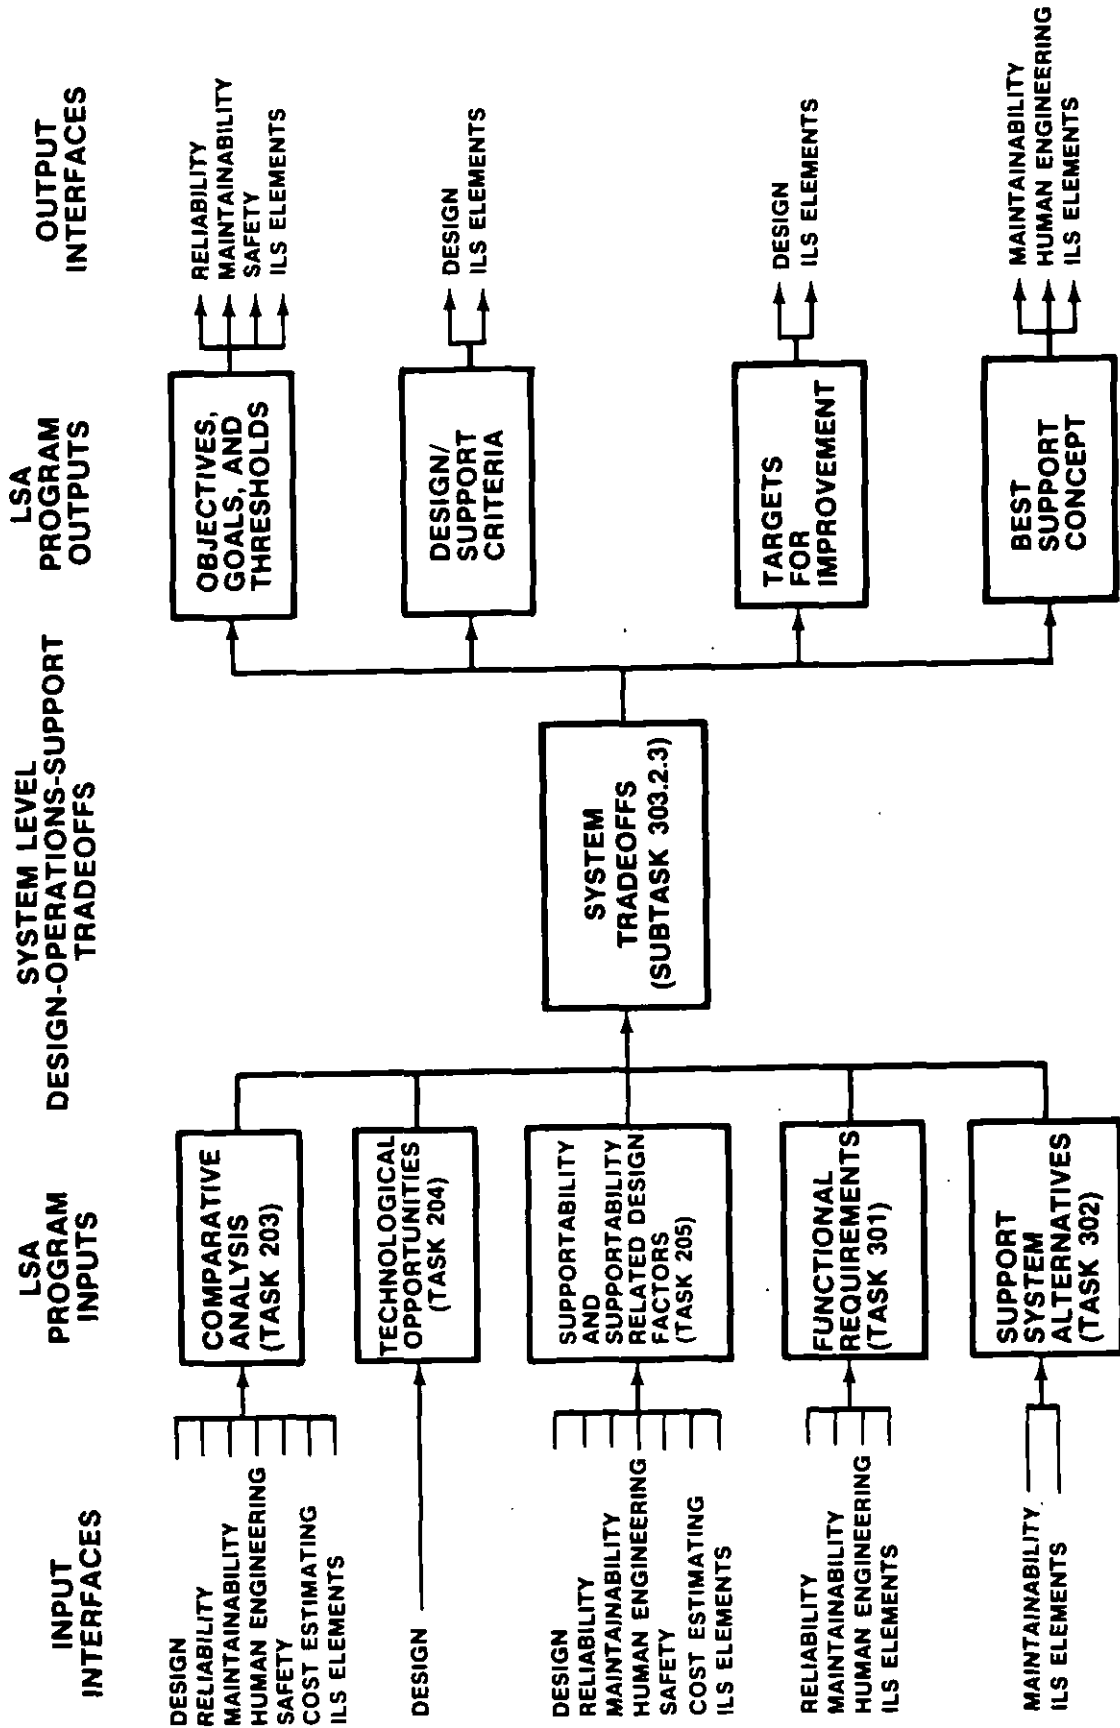 INPUT
INTERFACES
LSA
PROGRAM
INPUTS
SYSTEM LEVEL
DESIGN-OPERATIONS-SUPPORT
TRADEOFFS
LSA
PROGRAM
OUTPUTS
OUTPUT
INTERFACES
DESIGN
RELIABILITY
MAINTAINABILITY
HUMAN ENGINEERING
SAFETY
COST ESTIMATING
ILS ELEMENTS
COMPARATIVE
ANALYSIS
(TASK 203)
DESIGN
TECHNOLOGICAL
OPPORTUNITIES
(TASK 204)
DESIGN
RELIABILITY
MAINTAINABILITY
HUMAN ENGINEERING
SAFETY
COST ESTIMATING
ILS ELEMENTS
SUPPORTABILITY
AND
SUPPORTABILITY
RELATED DESIGN
FACTORS
(TASK 205)
RELIABILITY
MAINTAINABILITY
HUMAN ENGINEERING
ILS ELEMENTS
FUNCTIONAL
REQUIREMENTS
(TASK 301)
MAINTAINABILITY
ILS ELEMENTS
SUPPORT
SYSTEM
ALTERNATIVES
(TASK 302)
SYSTEM
TRADEOFFS
(SUBTASK 303.2.3)
OBJECTIVES,
GOALS, AND
THRESHOLDS
RELIABILITY
MAINTAINABILITY
SAFETY
ILS ELEMENTS
DESIGN/
SUPPORT
CRITERIA
DESIGN
ILS ELEMENTS
TARGETS
FOR
IMPROVEMENT
DESIGN
ILS ELEMENTS
BEST
SUPPORT
CONCEPT
MAINTAINABILITY
HUMAN ENGINEERING
ILS ELEMENTS